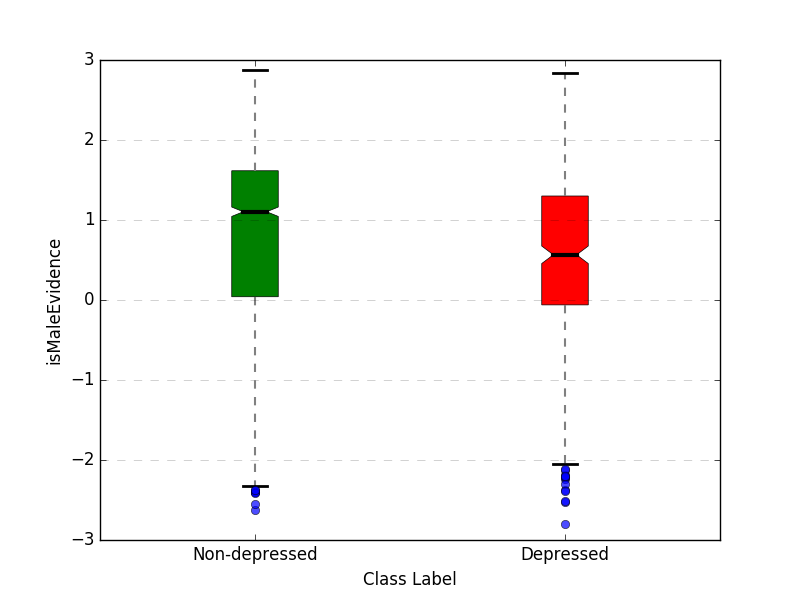 3
2
1
0
−1
−2
−3
isMaleEvidence
Non-depressed
Depressed
Class Label